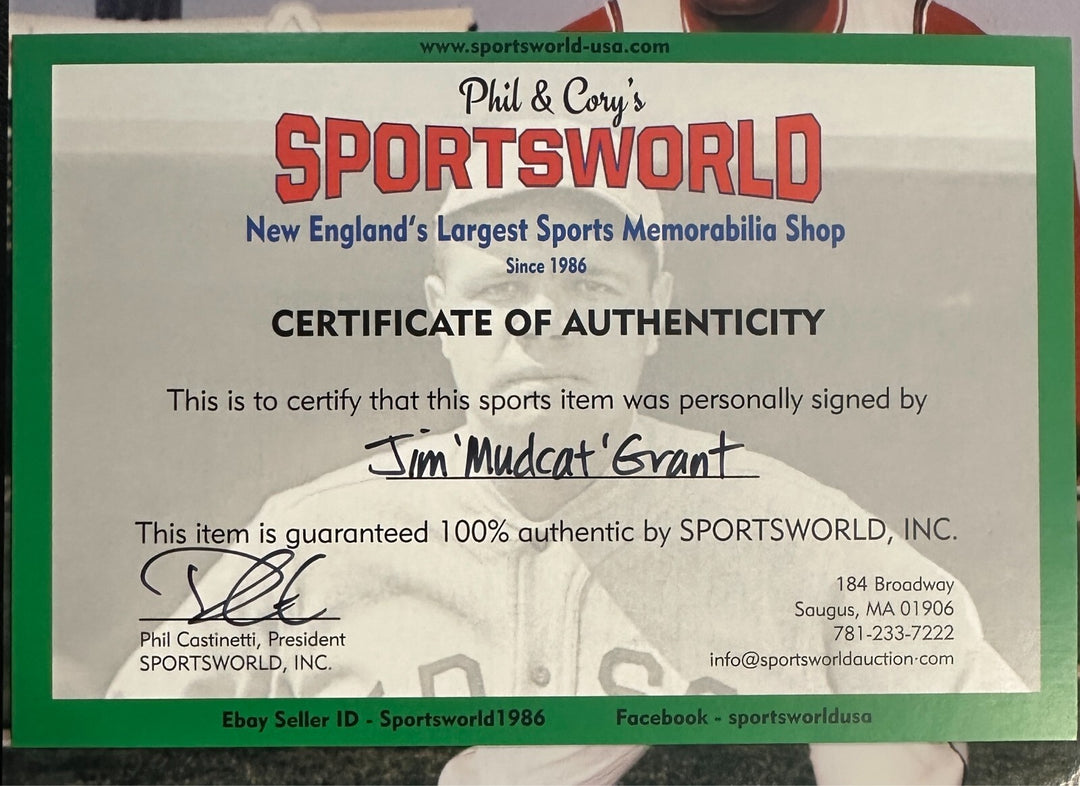 www.sportsworld-usa.com
Phil & Cory's
SPORTSWORLD
New England's Largest Sports Memorabilia Shop
Since 1986
CERTIFICATE OF AUTHENTICITY
This is to certify that this sports item was personally signed by
Jim 'Mudcat' Grant
This item is guaranteed 100% authentic by SPORTSWORLD, INC.
Phil Castinetti, President
SPORTSWORLD, INC.
184 Broadway
Saugus, MA 01906
781-233-7222
info@sportsworldauction.com
Ebay Seller ID - Sportsworld1986
Facebook - sportsworldusa